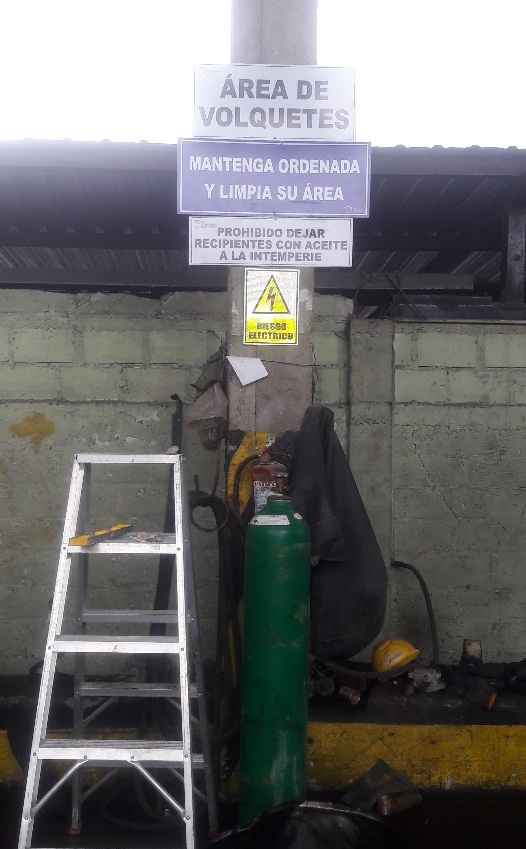 ÁREA DE
VOLQUETES
MANTENGA ORDENADA
Y LIMPIA SU ÁREA
PROHIBIDO DEJAR
RECIPIENTES CON ACEITE
A LA INTEMPERIE
RIESGO
ELECTRICO